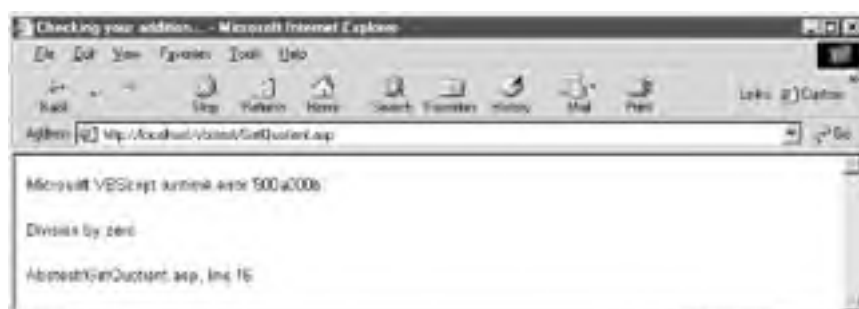 Checking your addition... - Microsoft Internet Explorer
File Edit View Favorites Tools Help
Back Stop Refresh Home Search Favorites History Mail Print Links
Address http://localhost/vbstest/GetQuotient.asp Go
Microsoft VBScript runtime error '800a000b'
Division by zero
/vbstest/GetQuotient.asp, line 16